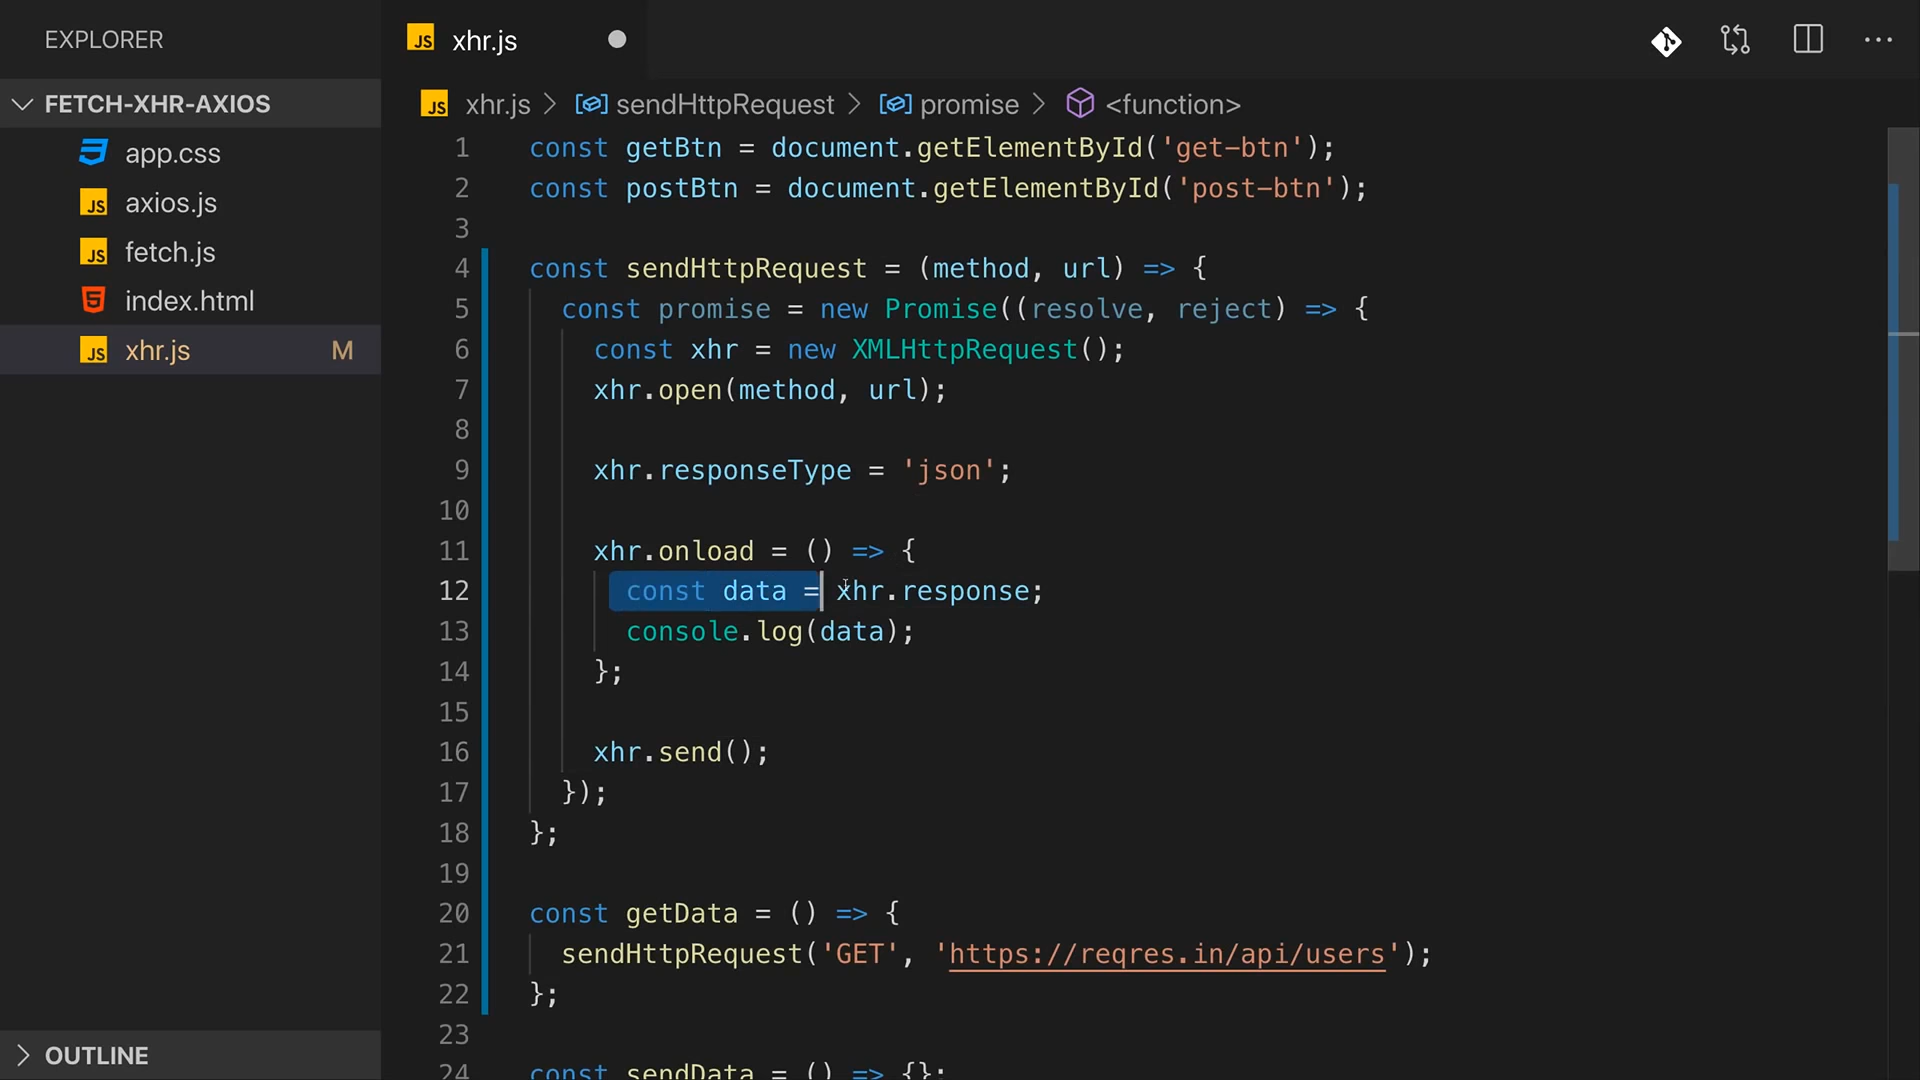 EXPLORER
FETCH-XHR-AXIOS
app.css
JS axios.js
JS fetch.js
5 index.html
JS xhr.js M
OUTLINE
JS xhr.js
JS xhr.js > sendHttpRequest > promise > <function>
1 const getBtn = document.getElementById('get-btn');
2 const postBtn = document.getElementById('post-btn');
3
4 const sendHttpRequest = (method, url) => {
5 const promise = new Promise((resolve, reject) => {
6 const xhr = new XMLHttpRequest();
7 xhr.open(method, url);
8
9 xhr.responseType = 'json';
10
11 xhr.onload = () => {
12 const data = xhr.response;
13 console.log(data);
14 };
15
16 xhr.send();
17 });
18 };
19
20 const getData = () => {
21 sendHttpRequest('GET', 'https://reqres.in/api/users');
22 };
23
24 const sendData = () => {};